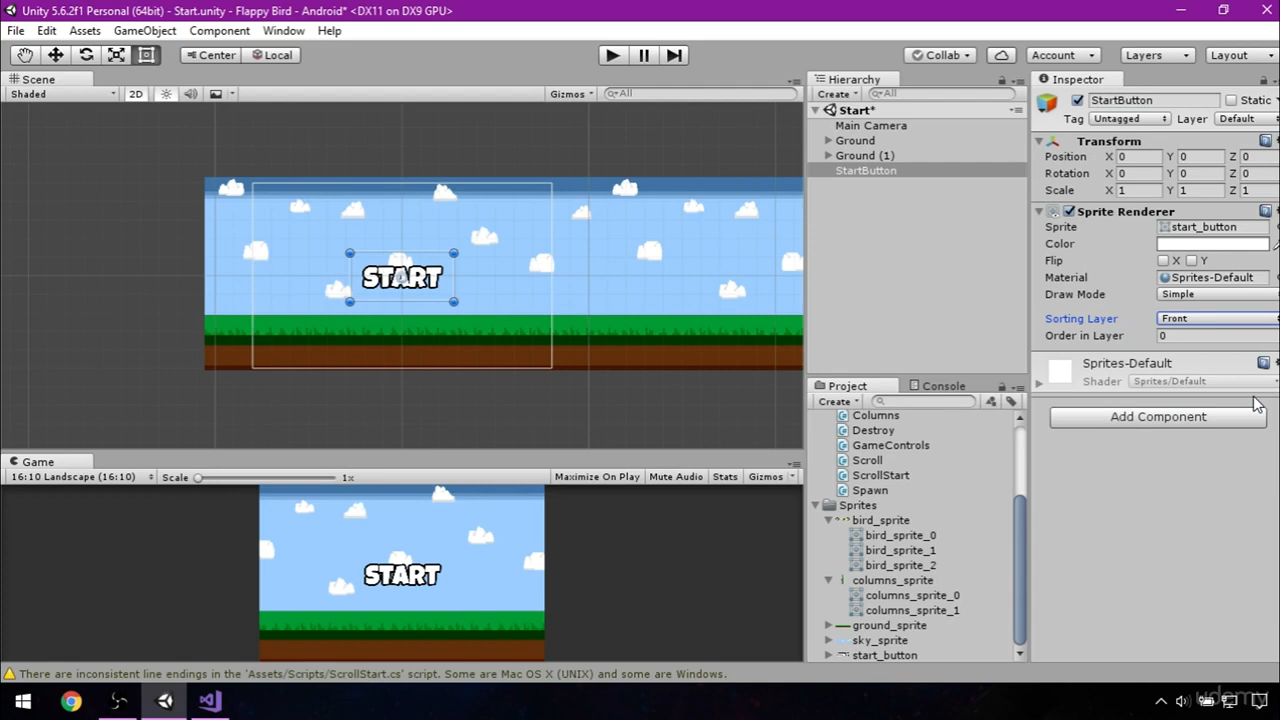 Unity 5.6.2f1 Personal (64bit) - Start.unity - Flappy Bird - Android* <DX11 on DX9 GPU>
File Edit Assets GameObject Component Window Help
Center Local Collab Account Layers Layout
Scene
Shaded 2D Gizmos All
START
Game
16:10 Landscape (16:10) Scale 1x Maximize On Play Mute Audio Stats Gizmos
START
Hierarchy
Create All
Start*
Main Camera
Ground
Ground (1)
StartButton
Project Console
Create
Columns
Destroy
GameControls
Scroll
ScrollStart
Spawn
Sprites
bird_sprite
bird_sprite_0
bird_sprite_1
bird_sprite_2
columns_sprite
columns_sprite_0
columns_sprite_1
ground_sprite
sky_sprite
start_button
Inspector
StartButton Static
Tag Untagged Layer Default
Transform
Position X 0 Y 0 Z 0
Rotation X 0 Y 0 Z 0
Scale X 1 Y 1 Z 1
Sprite Renderer
Sprite start_button
Color
Flip X Y
Material Sprites-Default
Draw Mode Simple
Sorting Layer Front
Order in Layer 0
Sprites-Default
Shader Sprites/Default
Add Component
There are inconsistent line endings in the 'Assets/Scripts/ScrollStart.cs' script. Some are Mac OS X (UNIX) and some are Windows.
udemy